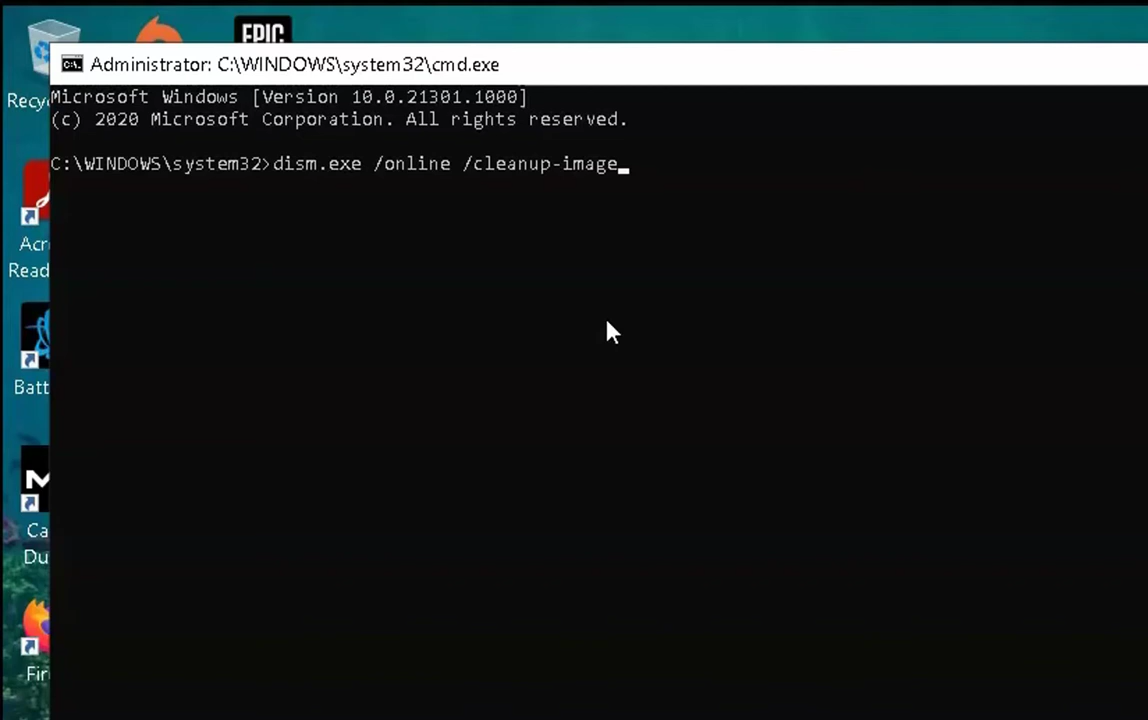 EPIC
Administrator: C:\WINDOWS\system32\cmd.exe
Recy
Microsoft Windows [Version 10.0.21301.1000]
(c) 2020 Microsoft Corporation. All rights reserved.
C:\WINDOWS\system32>dism.exe /online /cleanup-image
Acr
Read
Batt
M
Ca
Du
Fir